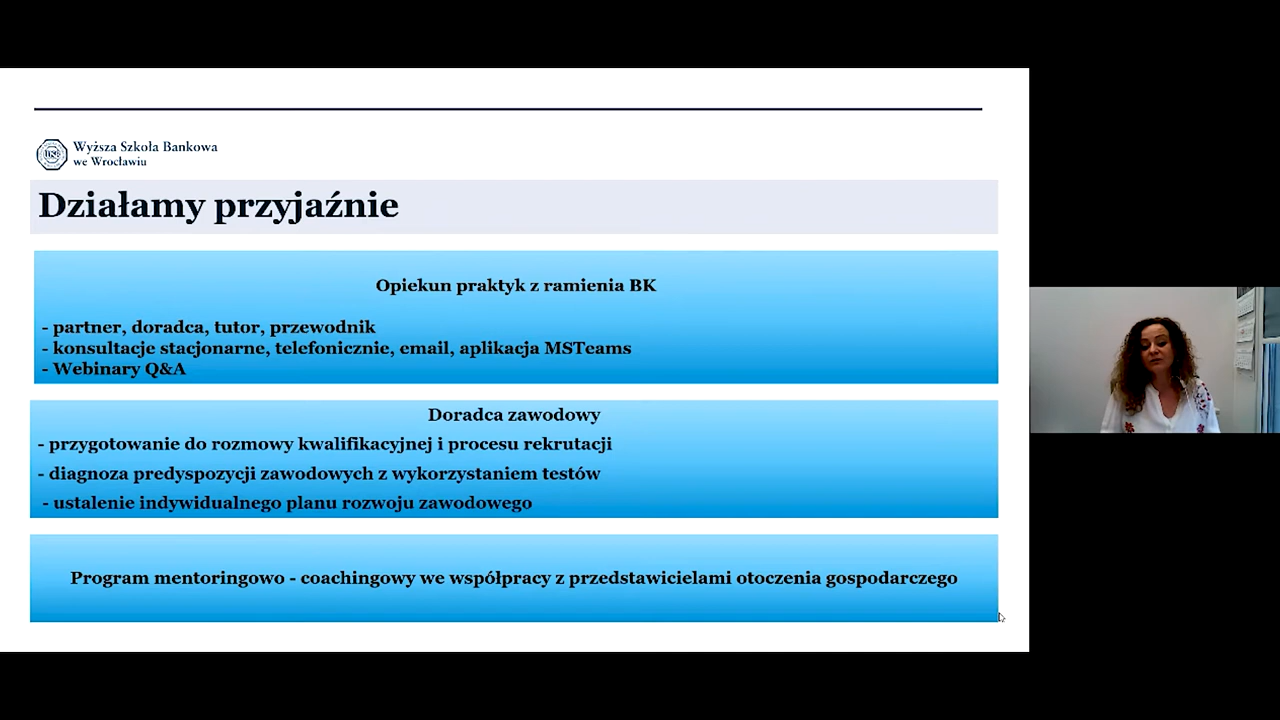 Wyższa Szkoła Bankowa
we Wrocławiu
Działamy przyjaźnie
Opiekun praktyk z ramienia BK
- partner, doradca, tutor, przewodnik
- konsultacje stacjonarne, telefonicznie, email, aplikacja MSTeams
- Webinary Q&A
Doradca zawodowy
- przygotowanie do rozmowy kwalifikacyjnej i procesu rekrutacji
- diagnoza predyspozycji zawodowych z wykorzystaniem testów
- ustalenie indywidualnego planu rozwoju zawodowego
Program mentoringowo - coachingowy we współpracy z przedstawicielami otoczenia gospodarczego